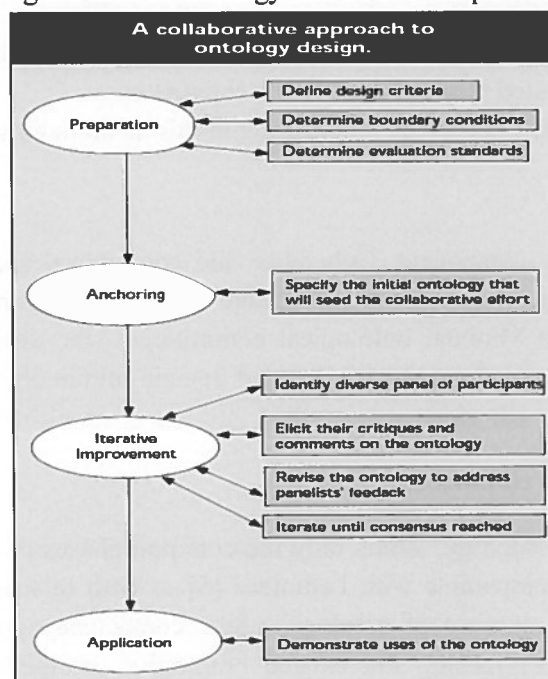 A collaborative approach to
ontology design.
Preparation
Define design criteria
Determine boundary conditions
Determine evaluation standards
Anchoring
Specify the initial ontology that
will seed the collaborative effort
Iterative
Improvement
Identify diverse panel of participants
Elicit their critiques and
comments on the ontology
Revise the ontology to address
panelists' feedack
Iterate until consensus reached
Application
Demonstrate uses of the ontology